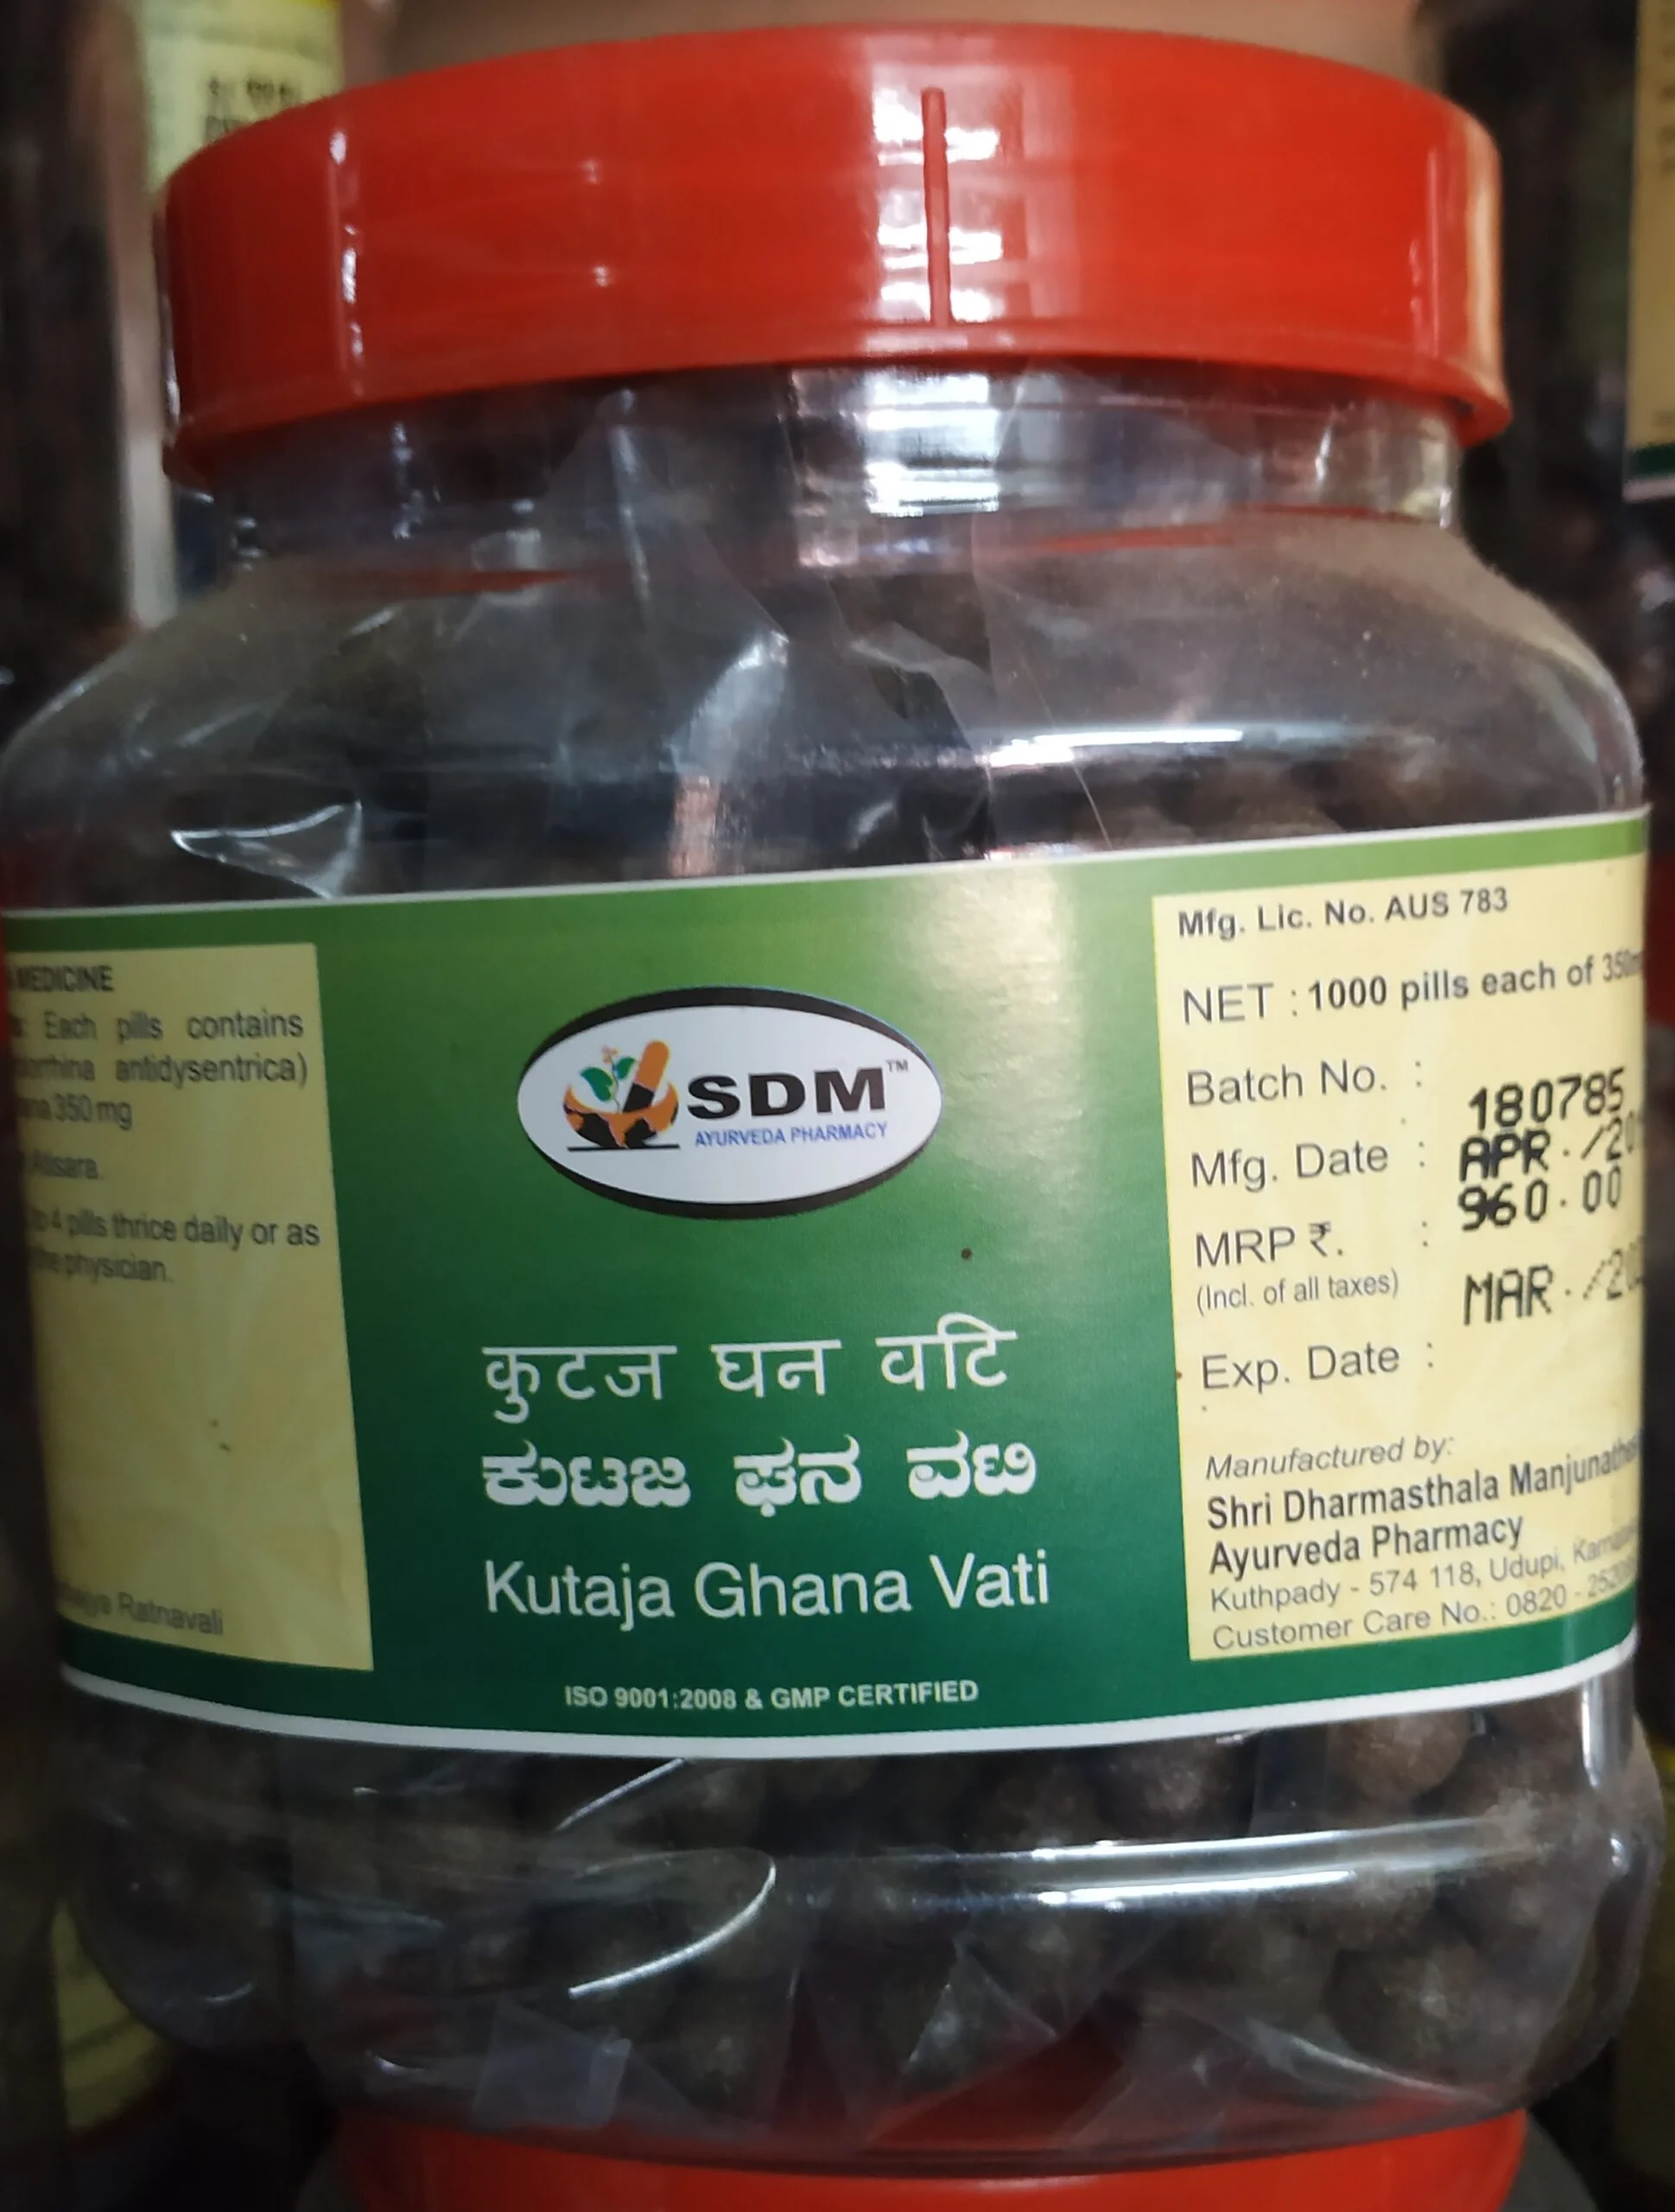 MEDICINE
Each pills contains
antidysentrica)
350 mg
4 pills thrice daily or as
physician.
Ratnavali
SDM™
AYURVEDA PHARMACY
कुटज घन वटि
ಕುಟಜ ಘನ ವಟಿ
Kutaja Ghana Vati
ISO 9001:2008 & GMP CERTIFIED
Mfg. Lic. No. AUS 783
NET : 1000 pills each of
Batch No. : 180785
Mfg. Date : APR
MRP ₹. : 960.00
(Incl. of all taxes)
MAR
Exp. Date :
Manufactured by:
Shri Dharmasthala
Ayurveda Pharmacy
Kuthpady - 574 118, Udupi,
Customer Care No.: 0820 -